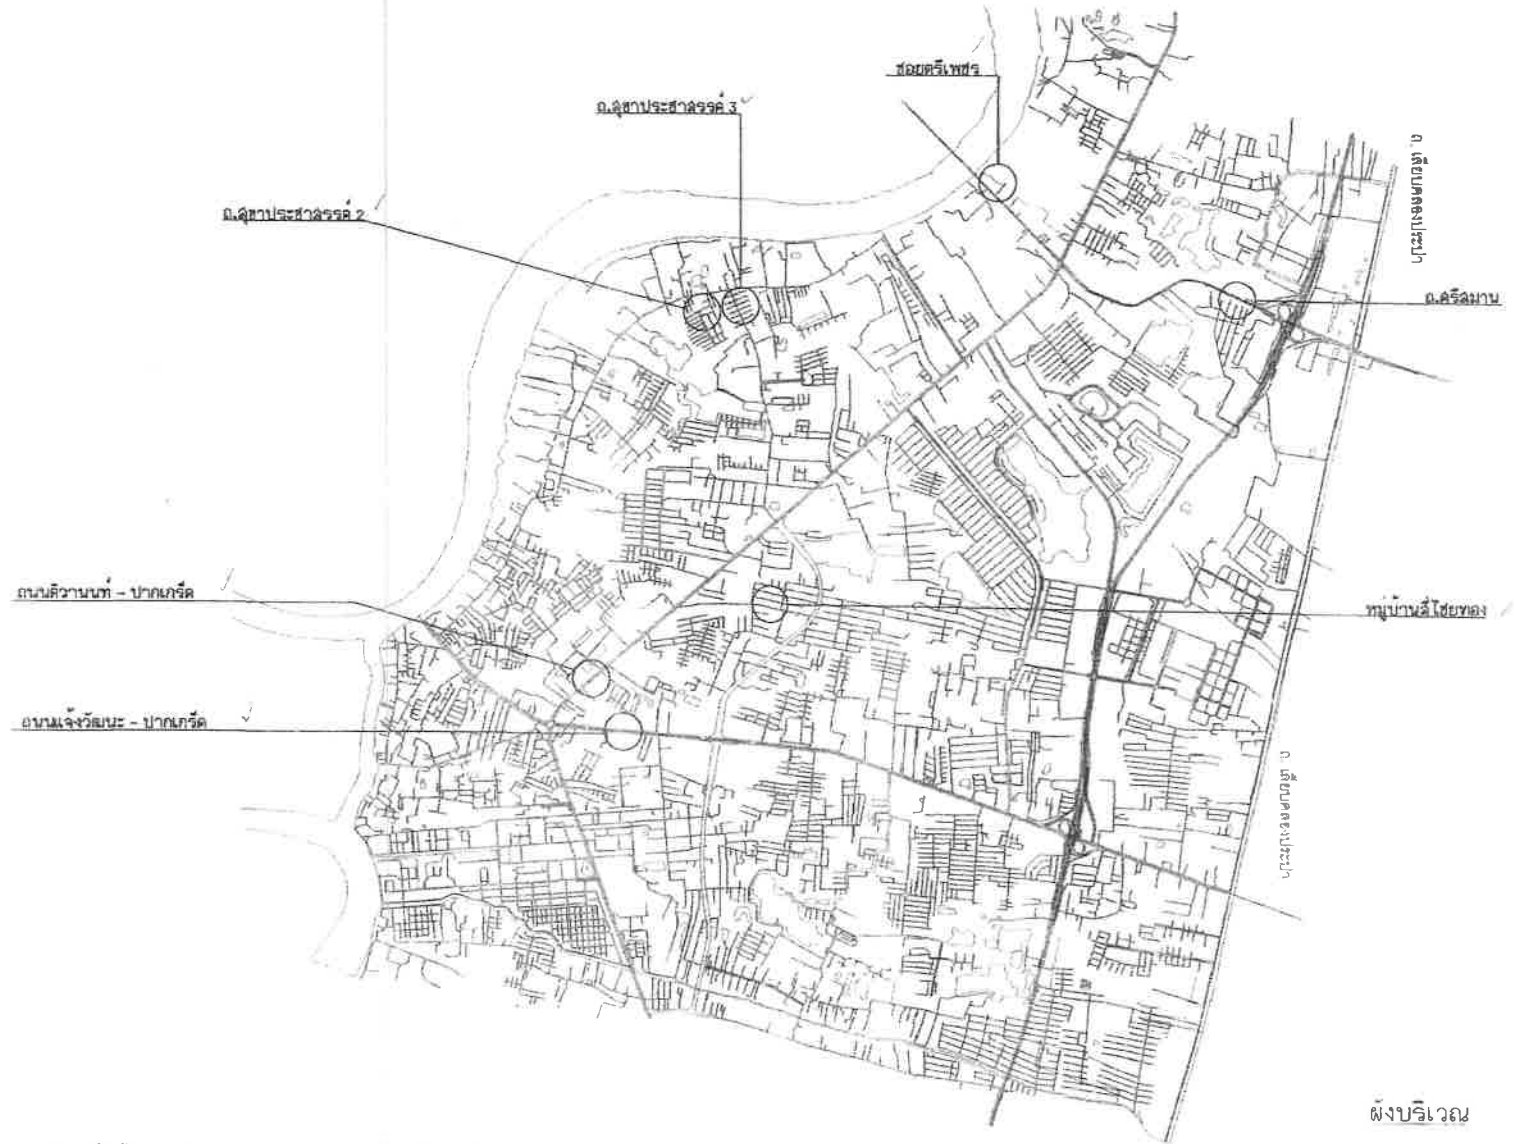 ซอยตรีเพชร
ถ.สุขาประชาสรรค์ 3
ถ.สุขาประชาสรรค์ 2
ถ. เลียบคลองประปา
ถ.ศรีสมาน
ถนนติวานนท์ - ปากเกร็ด
หมู่บ้านสี่ไชยทอง
ถนนแจ้งวัฒนะ - ปากเกร็ด
ถ. เลียบคลองประปา
ผังบริเวณ